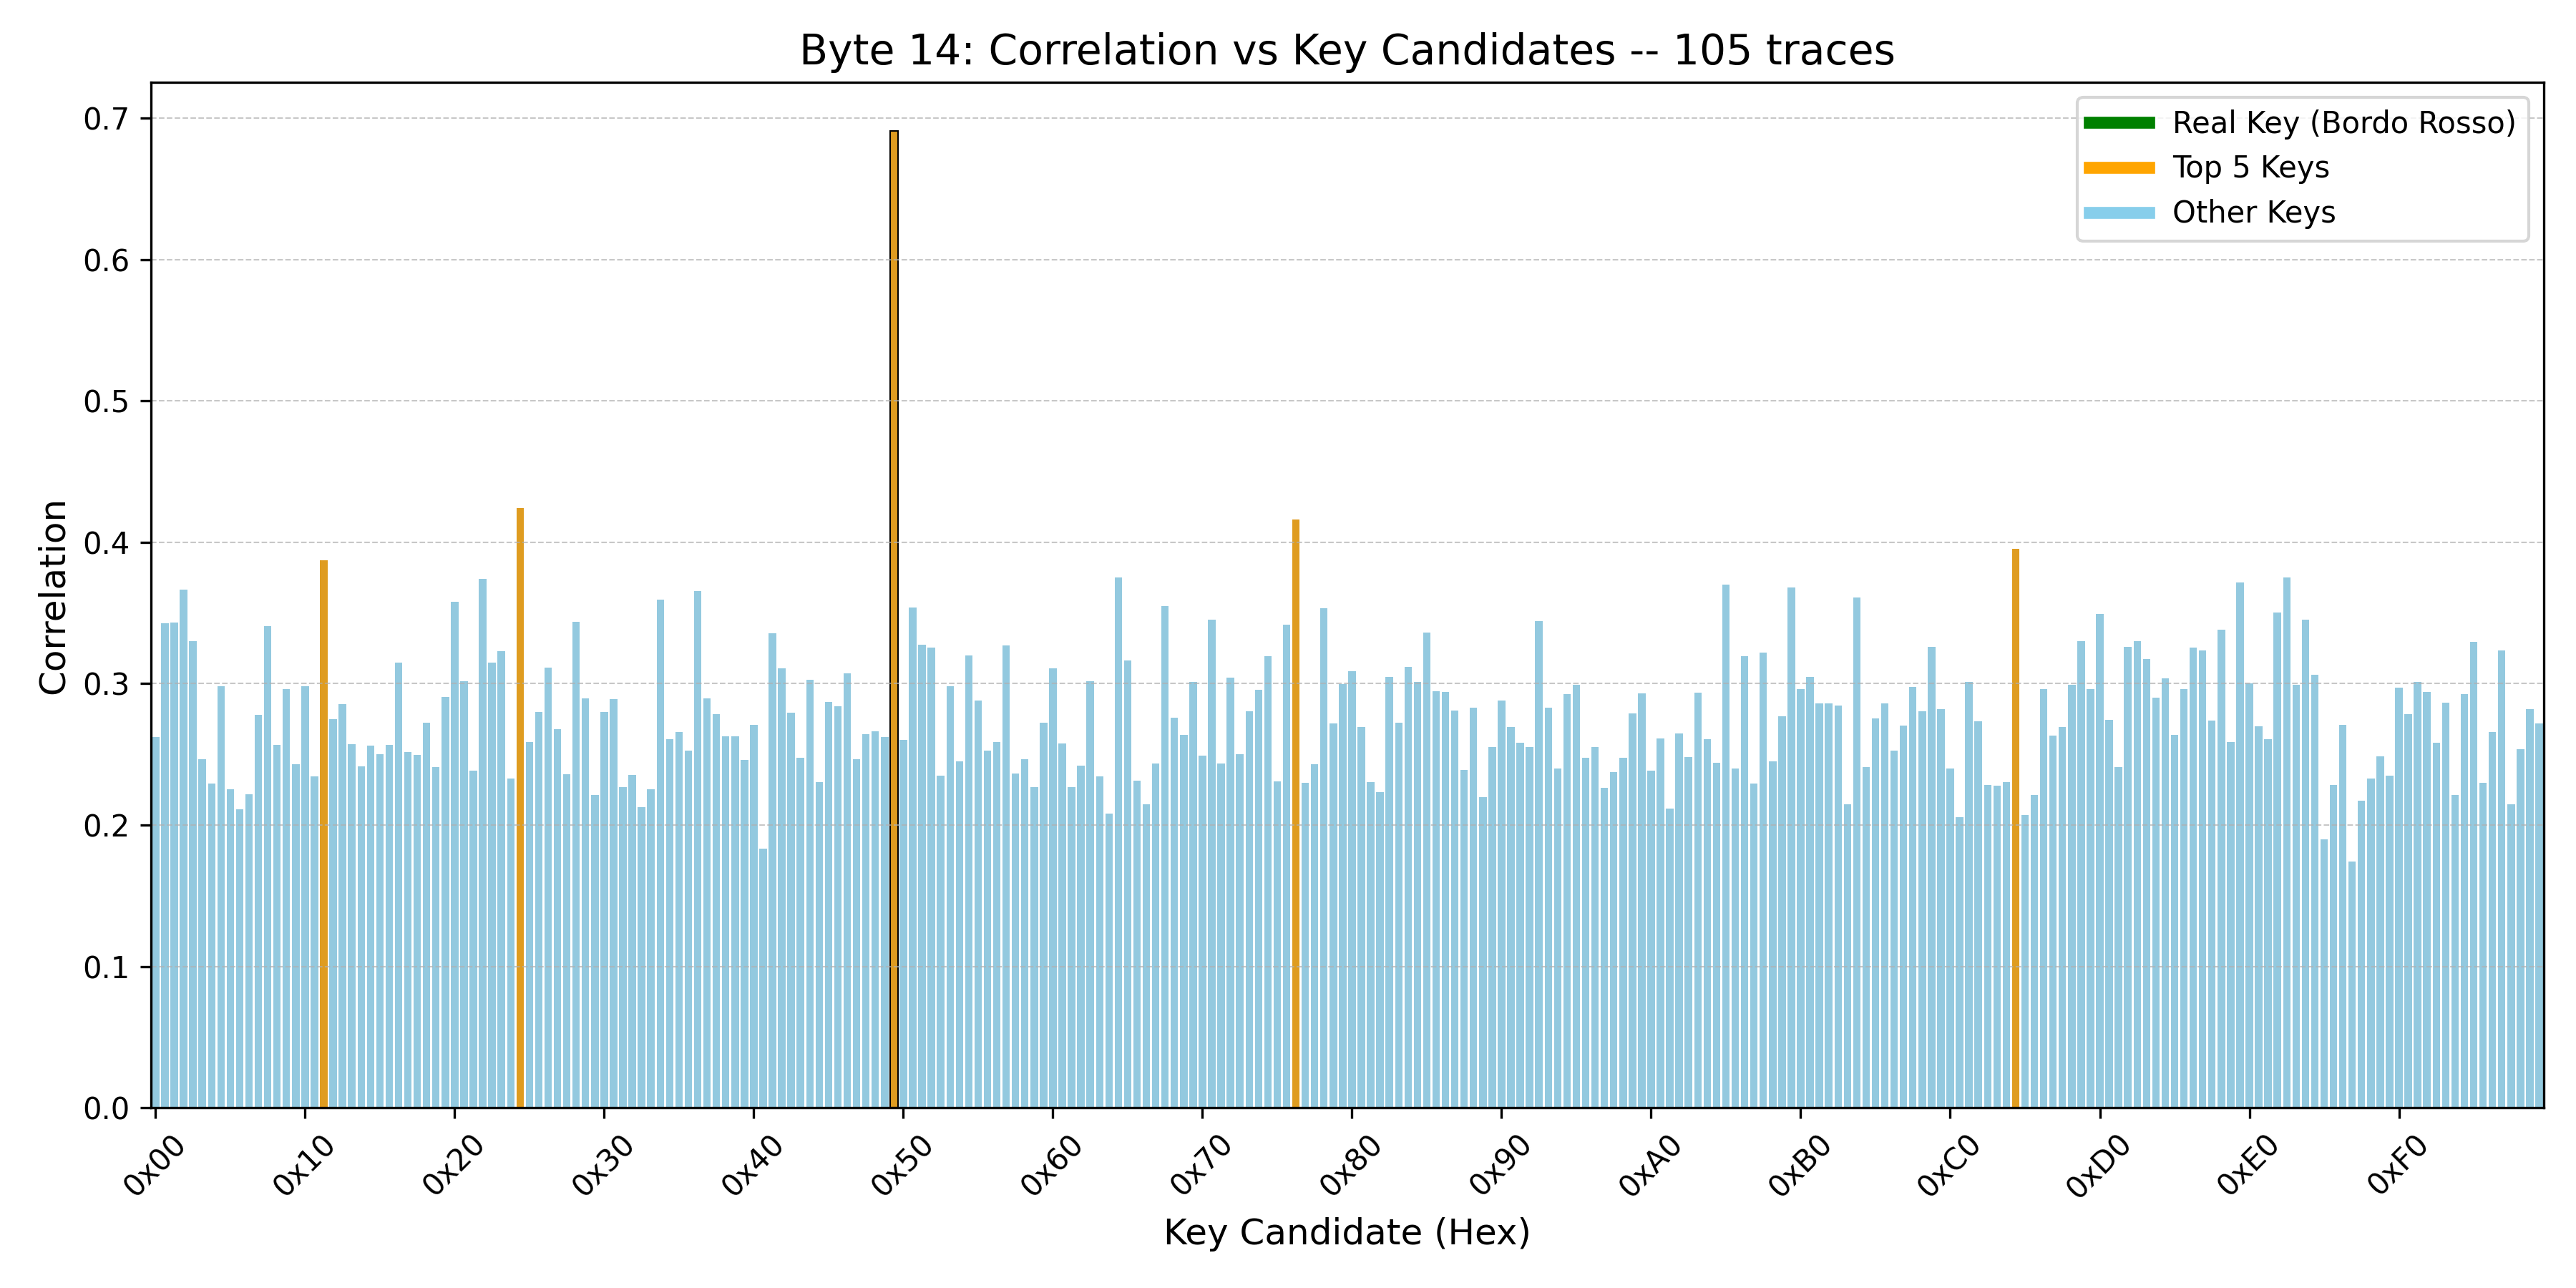 Byte 14: Correlation vs Key Candidates -- 105 traces
Real Key (Bordo Rosso)
Top 5 Keys
Other Keys
Correlation
0.7
0.6
0.5
0.4
0.3
0.2
0.1
0.0
0x00 0x10 0x20 0x30 0x40 0x50 0x60 0x70 0x80 0x90 0xA0 0xB0 0xC0 0xD0 0xE0 0xF0
Key Candidate (Hex)